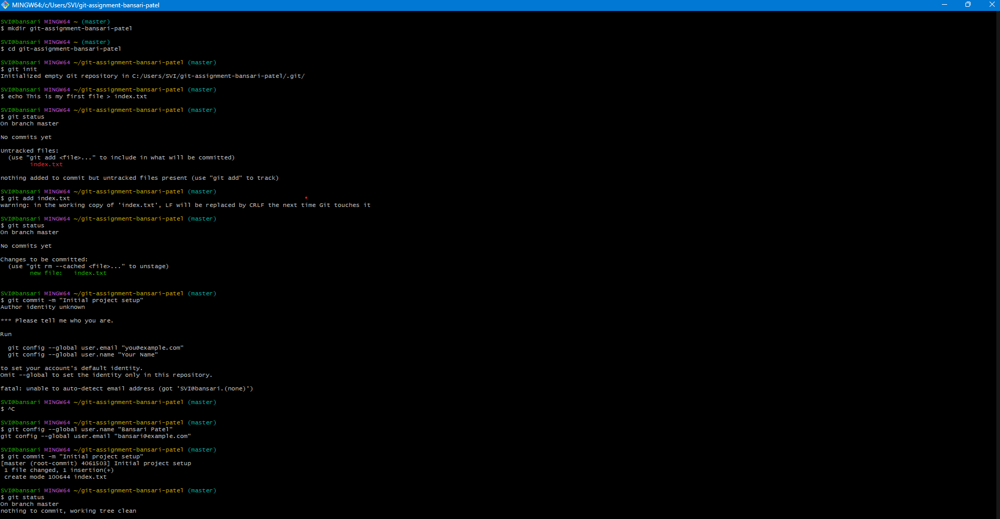 MINGW64:/c/Users/SVI/git-assignment-bansari-patel
SVI@bansari MINGW64 ~ (master)
$ mkdir git-assignment-bansari-patel
SVI@bansari MINGW64 ~ (master)
$ cd git-assignment-bansari-patel
SVI@bansari MINGW64 ~/git-assignment-bansari-patel (master)
$ git init
Initialized empty Git repository in C:/Users/SVI/git-assignment-bansari-patel/.git/
SVI@bansari MINGW64 ~/git-assignment-bansari-patel (master)
$ echo This is my first file > index.txt
SVI@bansari MINGW64 ~/git-assignment-bansari-patel (master)
$ git status
On branch master
No commits yet
Untracked files:
  (use "git add <file>..." to include in what will be committed)
        index.txt
nothing added to commit but untracked files present (use "git add" to track)
SVI@bansari MINGW64 ~/git-assignment-bansari-patel (master)
$ git add index.txt
warning: in the working copy of 'index.txt', LF will be replaced by CRLF the next time Git touches it
SVI@bansari MINGW64 ~/git-assignment-bansari-patel (master)
$ git status
On branch master
No commits yet
Changes to be committed:
  (use "git rm --cached <file>..." to unstage)
        new file:   index.txt
SVI@bansari MINGW64 ~/git-assignment-bansari-patel (master)
$ git commit -m "Initial project setup"
Author identity unknown
*** Please tell me who you are.
Run
  git config --global user.email "you@example.com"
  git config --global user.name "Your Name"
to set your account's default identity.
Omit --global to set the identity only in this repository.
fatal: unable to auto-detect email address (got 'SVI@bansari.(none)')
SVI@bansari MINGW64 ~/git-assignment-bansari-patel (master)
$ ^C
SVI@bansari MINGW64 ~/git-assignment-bansari-patel (master)
$ git config --global user.name "Bansari Patel"
git config --global user.email "bansari@example.com"
SVI@bansari MINGW64 ~/git-assignment-bansari-patel (master)
$ git commit -m "Initial project setup"
[master (root-commit) 4061503] Initial project setup
 1 file changed, 1 insertion(+)
 create mode 100644 index.txt
SVI@bansari MINGW64 ~/git-assignment-bansari-patel (master)
$ git status
On branch master
nothing to commit, working tree clean